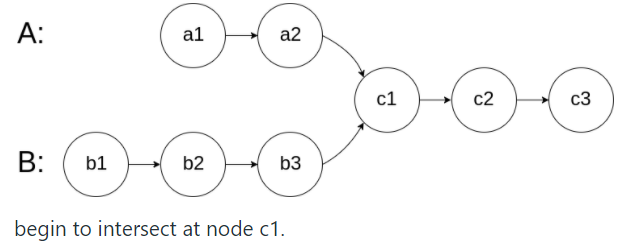 A: a1 a2
c1 c2 c3
B: b1 b2 b3
begin to intersect at node c1.